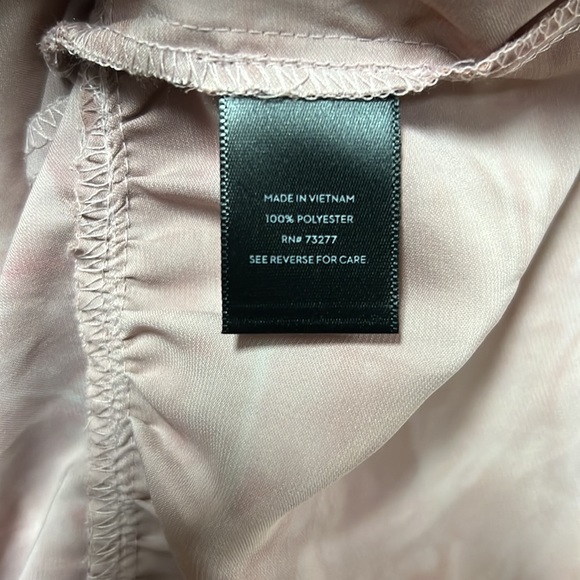 MADE IN VIETNAM
100% POLYESTER
RN# 73277
SEE REVERSE FOR CARE